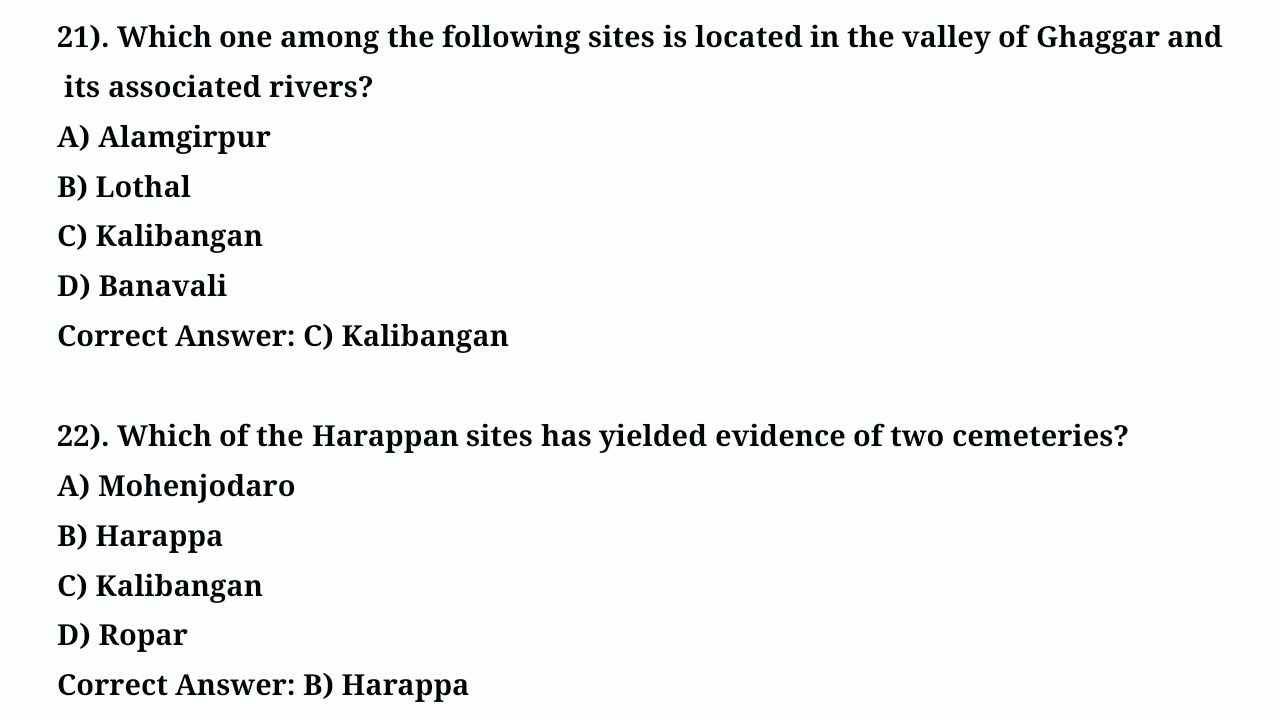 21). Which one among the following sites is located in the valley of Ghaggar and
its associated rivers?
A) Alamgirpur
B) Lothal
C) Kalibangan
D) Banavali
Correct Answer: C) Kalibangan
22). Which of the Harappan sites has yielded evidence of two cemeteries?
A) Mohenjodaro
B) Harappa
C) Kalibangan
D) Ropar
Correct Answer: B) Harappa